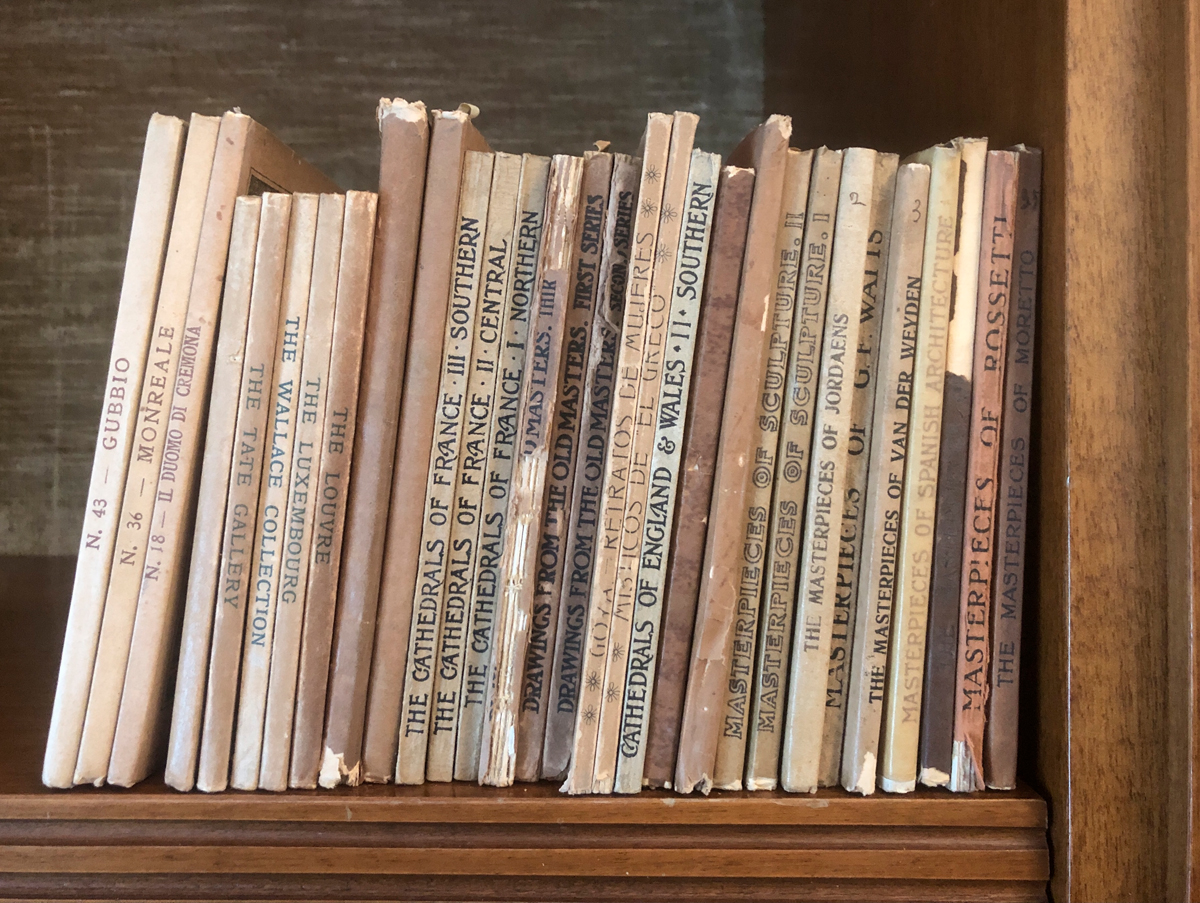 N. 43 — GUBBIO
N. 36 — MONREALE
N. 18 — IL DUOMO DI CREMONA
THE TATE GALLERY
THE WALLACE COLLECTION
THE LUXEMBOURG
THE LOUVRE
THE CATHEDRALS OF FRANCE · III · SOUTHERN
THE CATHEDRALS OF FRANCE · II · CENTRAL
THE CATHEDRALS OF FRANCE · I · NORTHERN
MASTERS.
DRAWINGS FROM THE OLD MASTERS. FIRST SERIES
DRAWINGS FROM THE OLD MASTERS. SERIES
GOYA RETRATOS DE MUJERES
MISTICOS DE EL GRECO
CATHEDRALS OF ENGLAND & WALES · II · SOUTHERN
MASTERPIECES OF SCULPTURE. II
MASTERPIECES OF SCULPTURE. I
THE MASTERPIECES OF JORDAENS 2
MASTERPIECES OF G. F. WATTS
THE MASTERPIECES OF VAN DER WEYDEN 3
MASTERPIECES OF SPANISH ARCHITECTURE
MASTERPIECES OF ROSSETTI
THE MASTERPIECES OF MORETTO 35